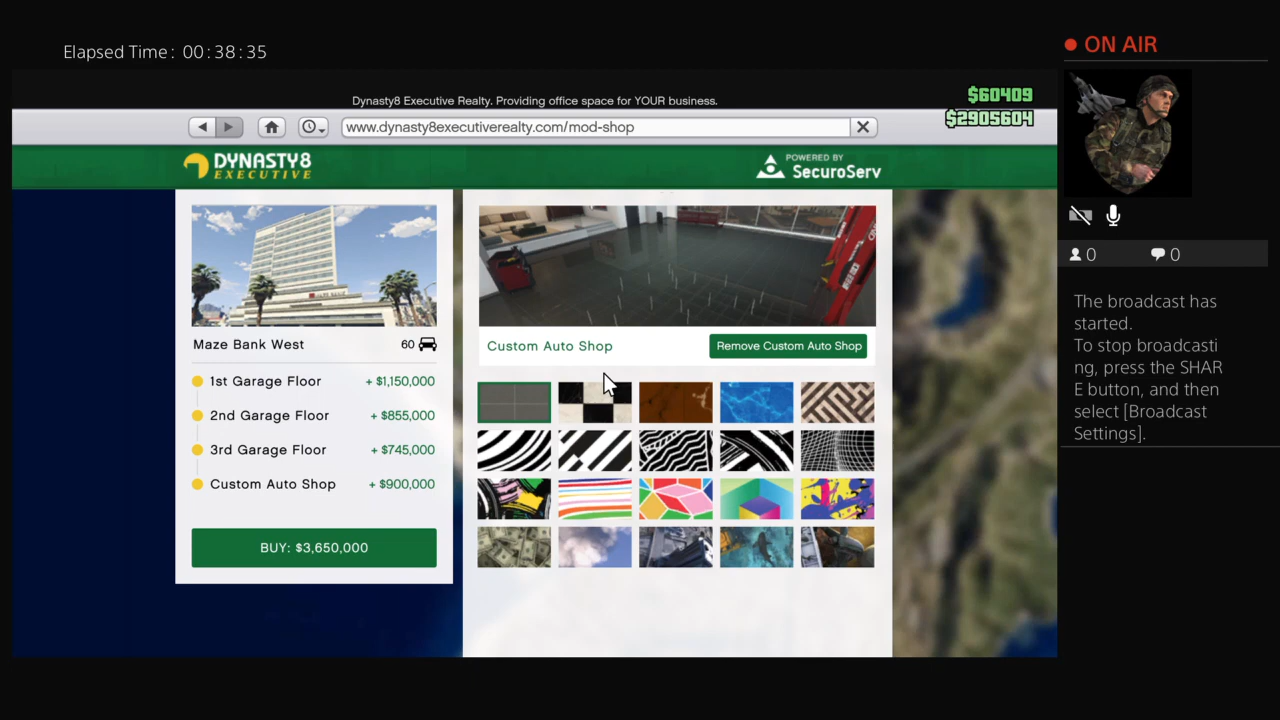 Elapsed Time: 00:38:35
ON AIR
Dynasty8 Executive Realty. Providing office space for YOUR business.
$60409
$2905604
www.dynasty8executiverealty.com/mod-shop
DYNASTY 8
EXECUTIVE
POWERED BY
SecuroServ
0
0
Maze Bank West
60
1st Garage Floor + $1,150,000
2nd Garage Floor + $855,000
3rd Garage Floor + $745,000
Custom Auto Shop + $900,000
BUY: $3,650,000
Custom Auto Shop
Remove Custom Auto Shop
The broadcast has
started.
To stop broadcasti
ng, press the SHAR
E button, and then
select [Broadcast
Settings].